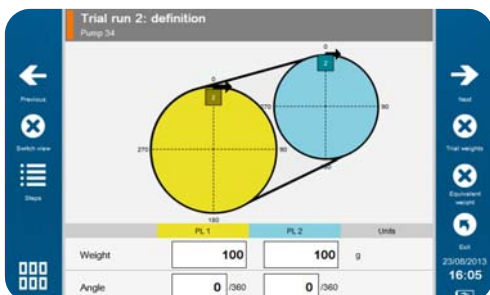 Trial run 2: definition
Pump 34
Previous
Switch view
Steps
0
2
270
90
180
0
2
270
90
Next
Trial weights
Equivalent
weight
Exit
23/08/2013
16:05
PL 1
PL 2
Units
Weight
100
100
g
Angle
0 /360
0 /360